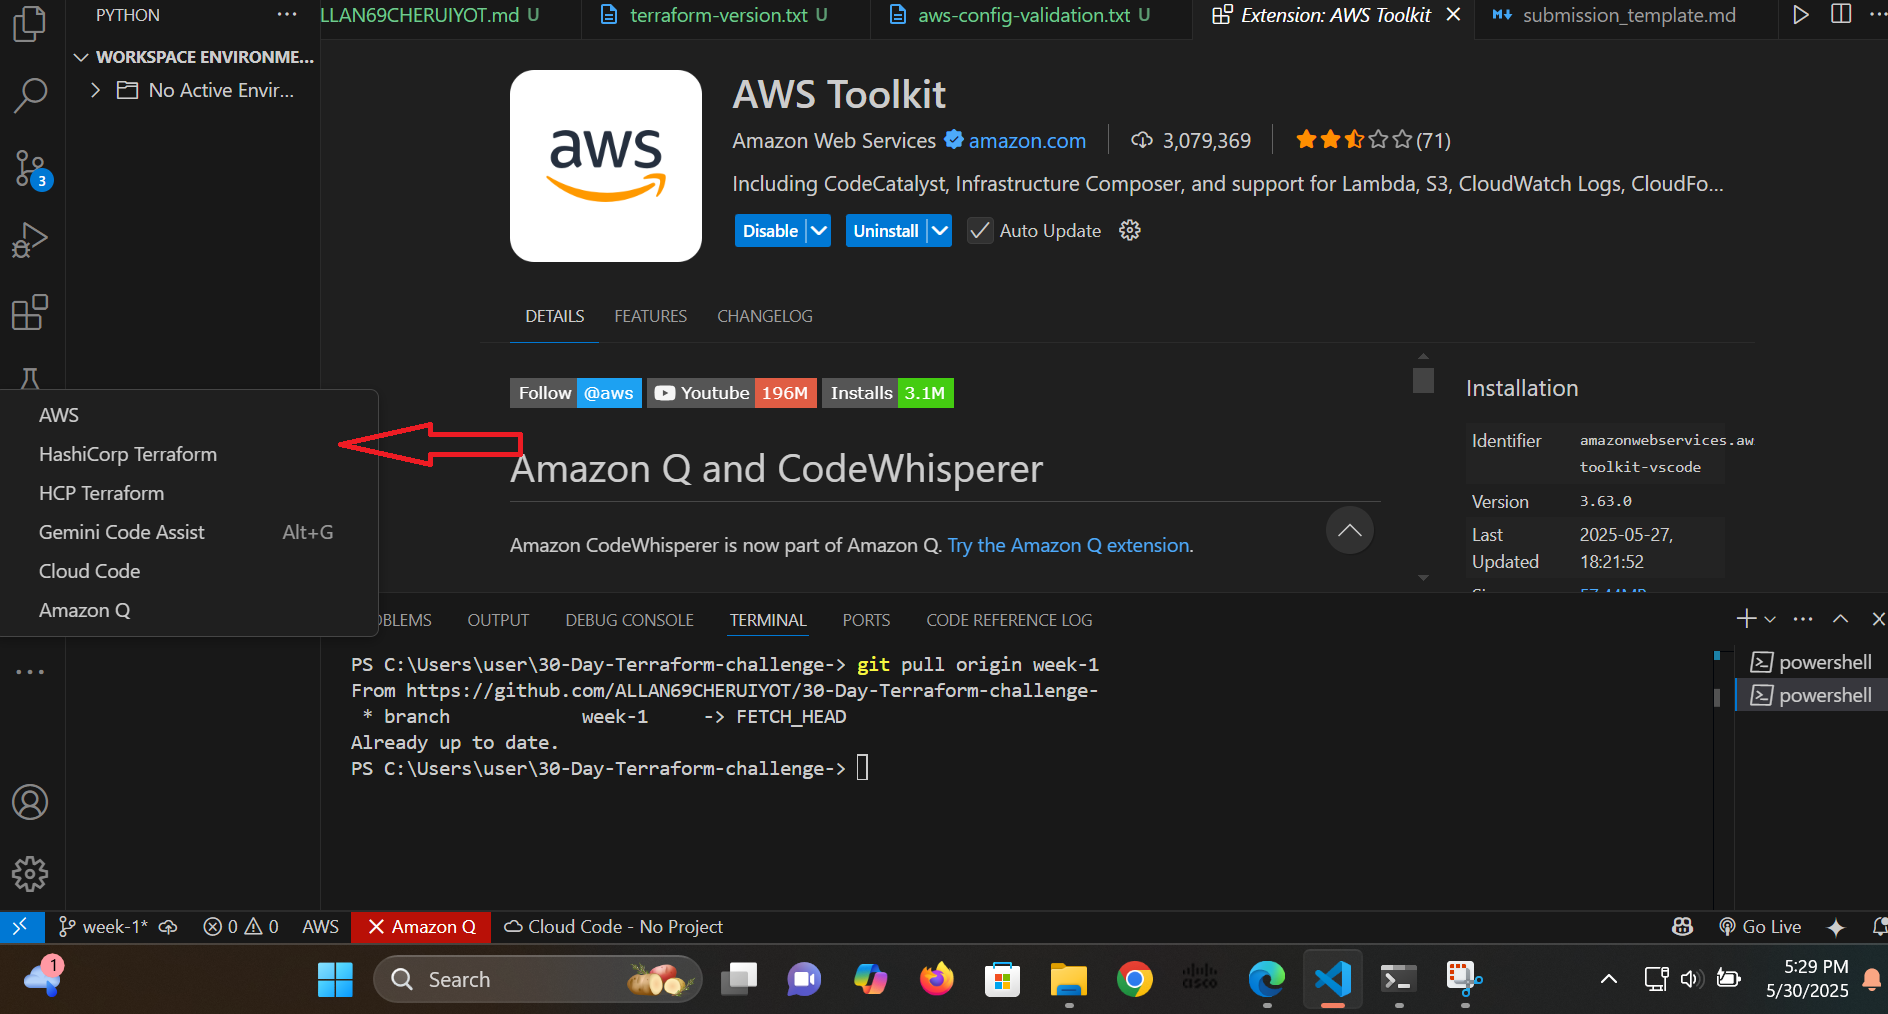 PYTHON
LLAN69CHERUIYOT.md U
terraform-version.txt U
aws-config-validation.txt U
Extension: AWS Toolkit
submission_template.md
WORKSPACE ENVIRONME...
No Active Envir...
3
aws
AWS Toolkit
Amazon Web Services amazon.com 3,079,369 (71)
Including CodeCatalyst, Infrastructure Composer, and support for Lambda, S3, CloudWatch Logs, CloudFo...
Disable Uninstall Auto Update
DETAILS FEATURES CHANGELOG
Follow @aws Youtube 196M Installs 3.1M
Amazon Q and CodeWhisperer
Amazon CodeWhisperer is now part of Amazon Q. Try the Amazon Q extension.
Installation
Identifier amazonwebservices.aw
toolkit-vscode
Version 3.63.0
Last 2025-05-27,
Updated 18:21:52
AWS
HashiCorp Terraform
HCP Terraform
Gemini Code Assist Alt+G
Cloud Code
Amazon Q
OBLEMS OUTPUT DEBUG CONSOLE TERMINAL PORTS CODE REFERENCE LOG
PS C:\Users\user\30-Day-Terraform-challenge-> git pull origin week-1
From https://github.com/ALLAN69CHERUIYOT/30-Day-Terraform-challenge-
* branch week-1 -> FETCH_HEAD
Already up to date.
PS C:\Users\user\30-Day-Terraform-challenge->
powershell
powershell
week-1* 0 0 AWS Amazon Q Cloud Code - No Project Go Live
1
Search
cisco
5:29 PM
5/30/2025